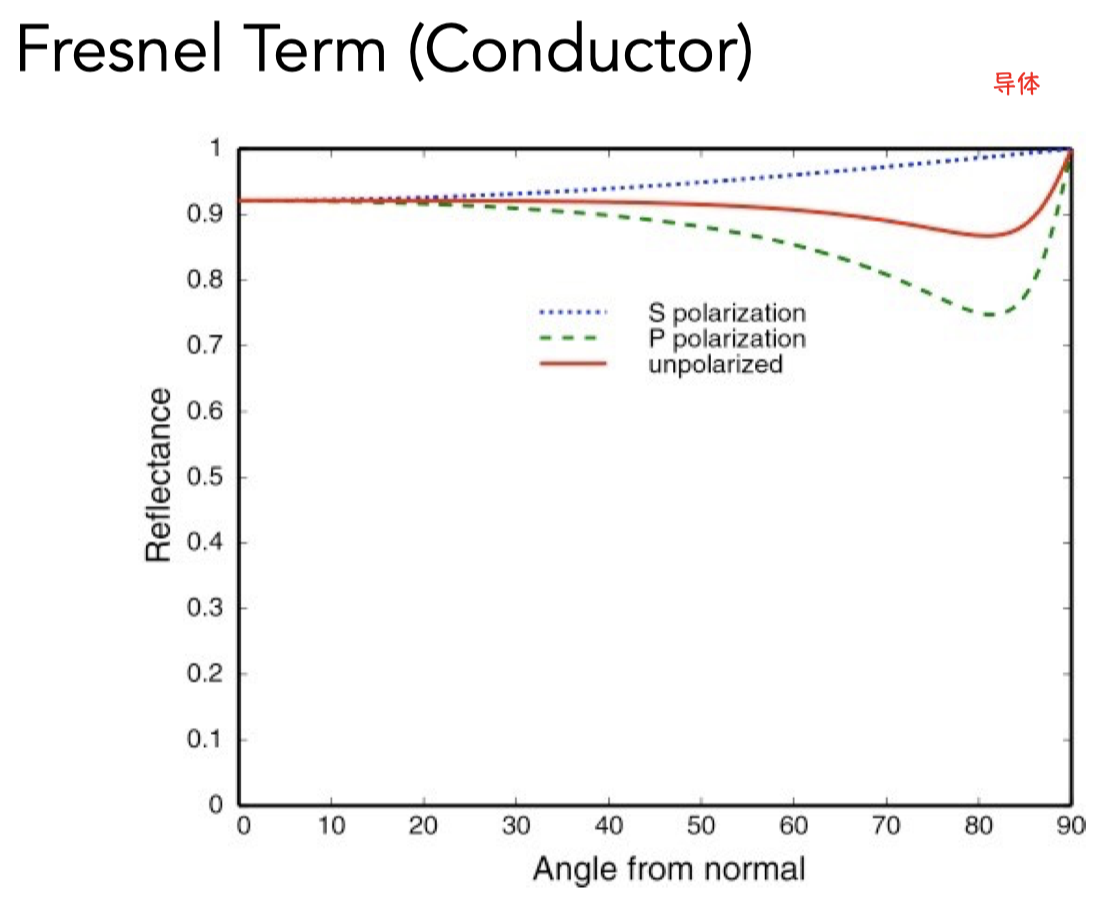 Fresnel Term (Conductor)
导体
1
0.9
0.8
0.7
0.6
0.5
0.4
0.3
0.2
0.1
0
S polarization
P polarization
unpolarized
Reflectance
0 10 20 30 40 50 60 70 80 90
Angle from normal